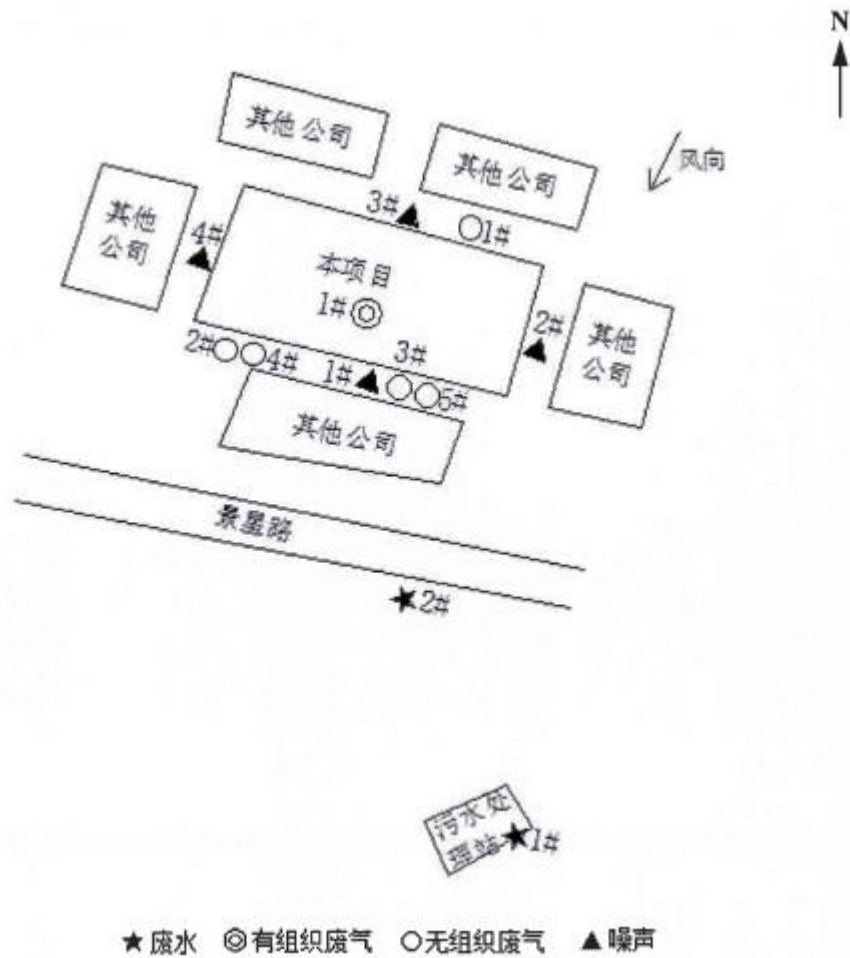 N
其他公司
其他公司
风向
其他
公司
3#
1#
4#
本项目
1#
2#
其他
公司
2#
4#
3#
1#
5#
其他公司
景星路
2#
污水处
理站
1#
★废水 ◎有组织废气 ○无组织废气 ▲噪声